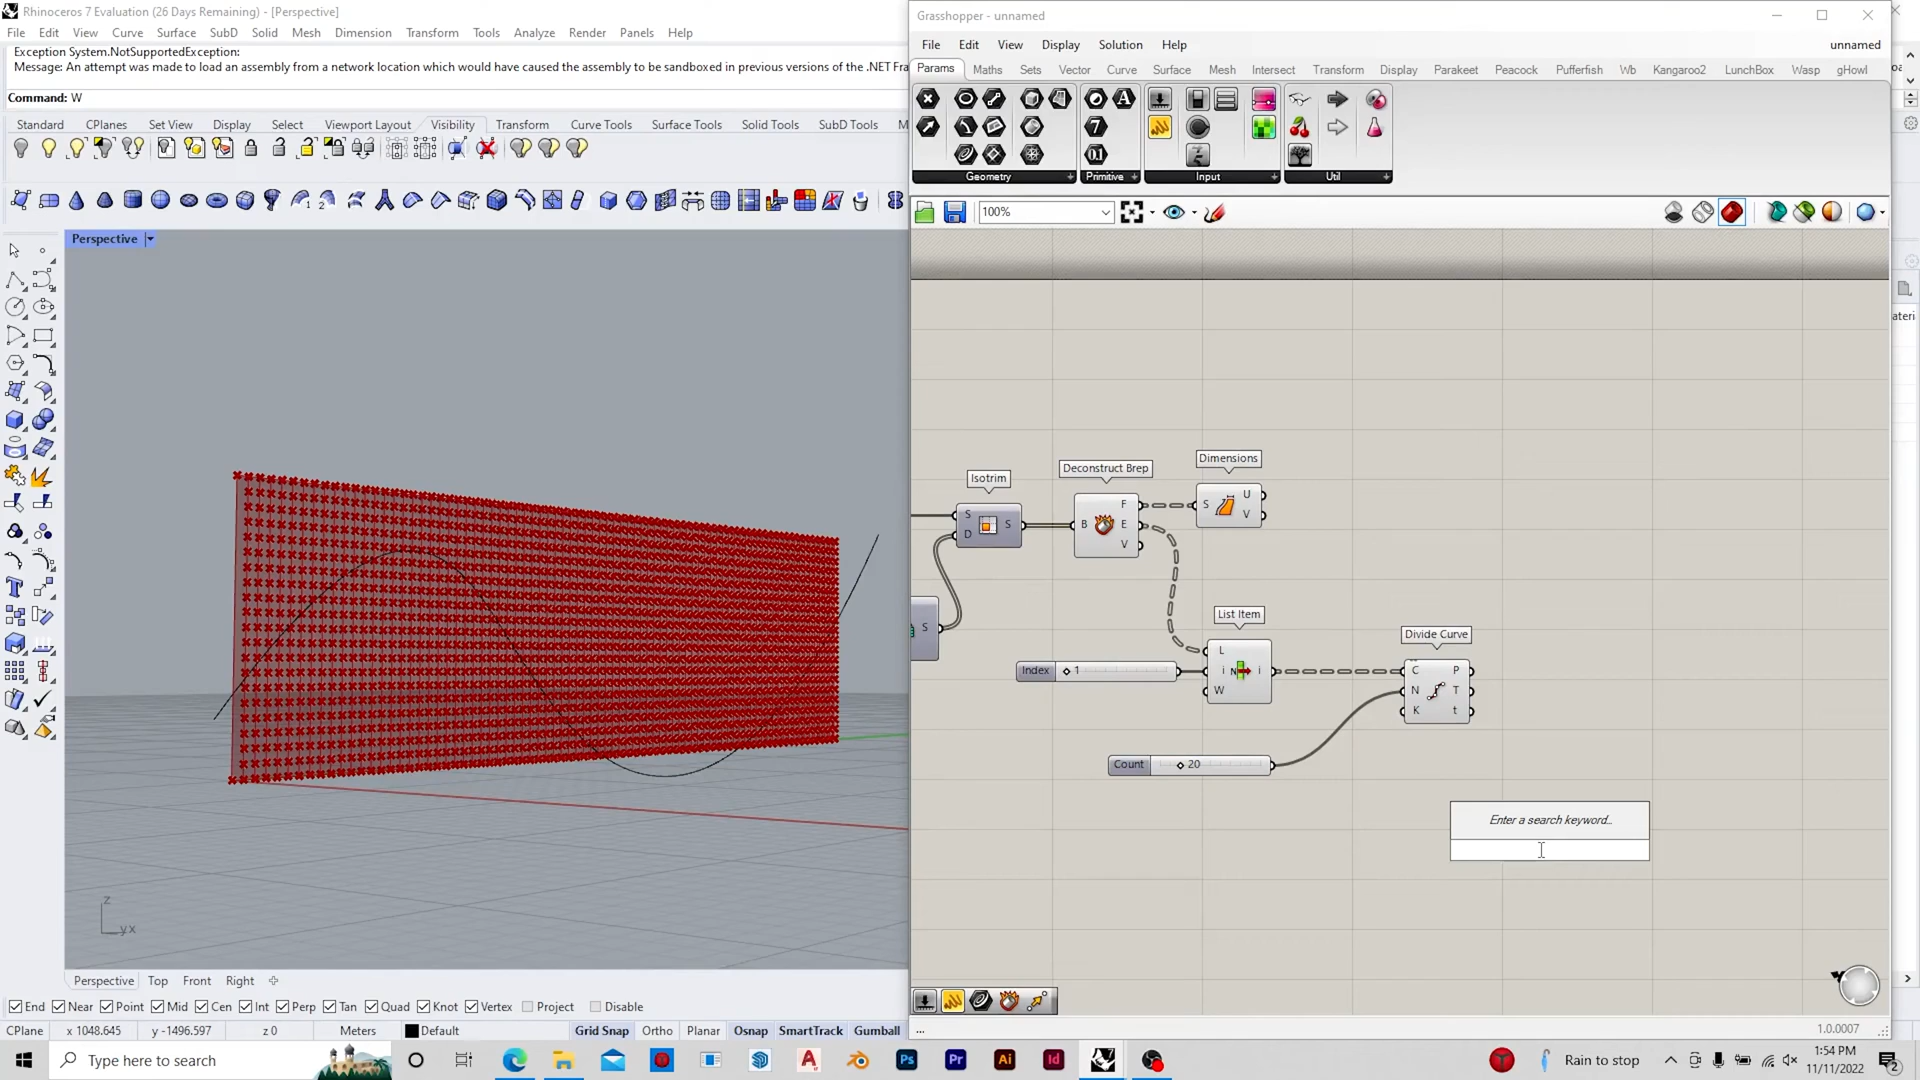 Rhinoceros 7 Evaluation (26 Days Remaining) - [Perspective]
File Edit View Curve Surface SubD Solid Mesh Dimension Transform Tools Analyze Render Panels Help
Exception System.NotSupportedException:
Message: An attempt was made to load an assembly from a network location which would have caused the assembly to be sandboxed in previous versions of the .NET Fra
Command: W
Standard CPlanes Set View Display Select Viewport Layout Visibility Transform Curve Tools Surface Tools Solid Tools SubD Tools M
Perspective
z
yx
Perspective Top Front Right
End Near Point Mid Cen Int Perp Tan Quad Knot Vertex Project Disable
CPlane x 1048.645 y -1496.597 z 0 Meters Default Grid Snap Ortho Planar Osnap SmartTrack Gumball
Grasshopper - unnamed
File Edit View Display Solution Help unnamed
Params Maths Sets Vector Curve Surface Mesh Intersect Transform Display Parakeet Peacock Pufferfish Wb Kangaroo2 LunchBox Wasp gHowl
Geometry Primitive Input Util
100%
Dimensions
Deconstruct Brep
Isotrim
S D S
B F E V
S U V
S
List Item
Divide Curve
Index 1
L i W i
C N K P T t
Count 20
Enter a search keyword...
...
1.0.0007
ateri
Type here to search
Ps Pr Ai Id
Rain to stop
1:54 PM
11/11/2022
2